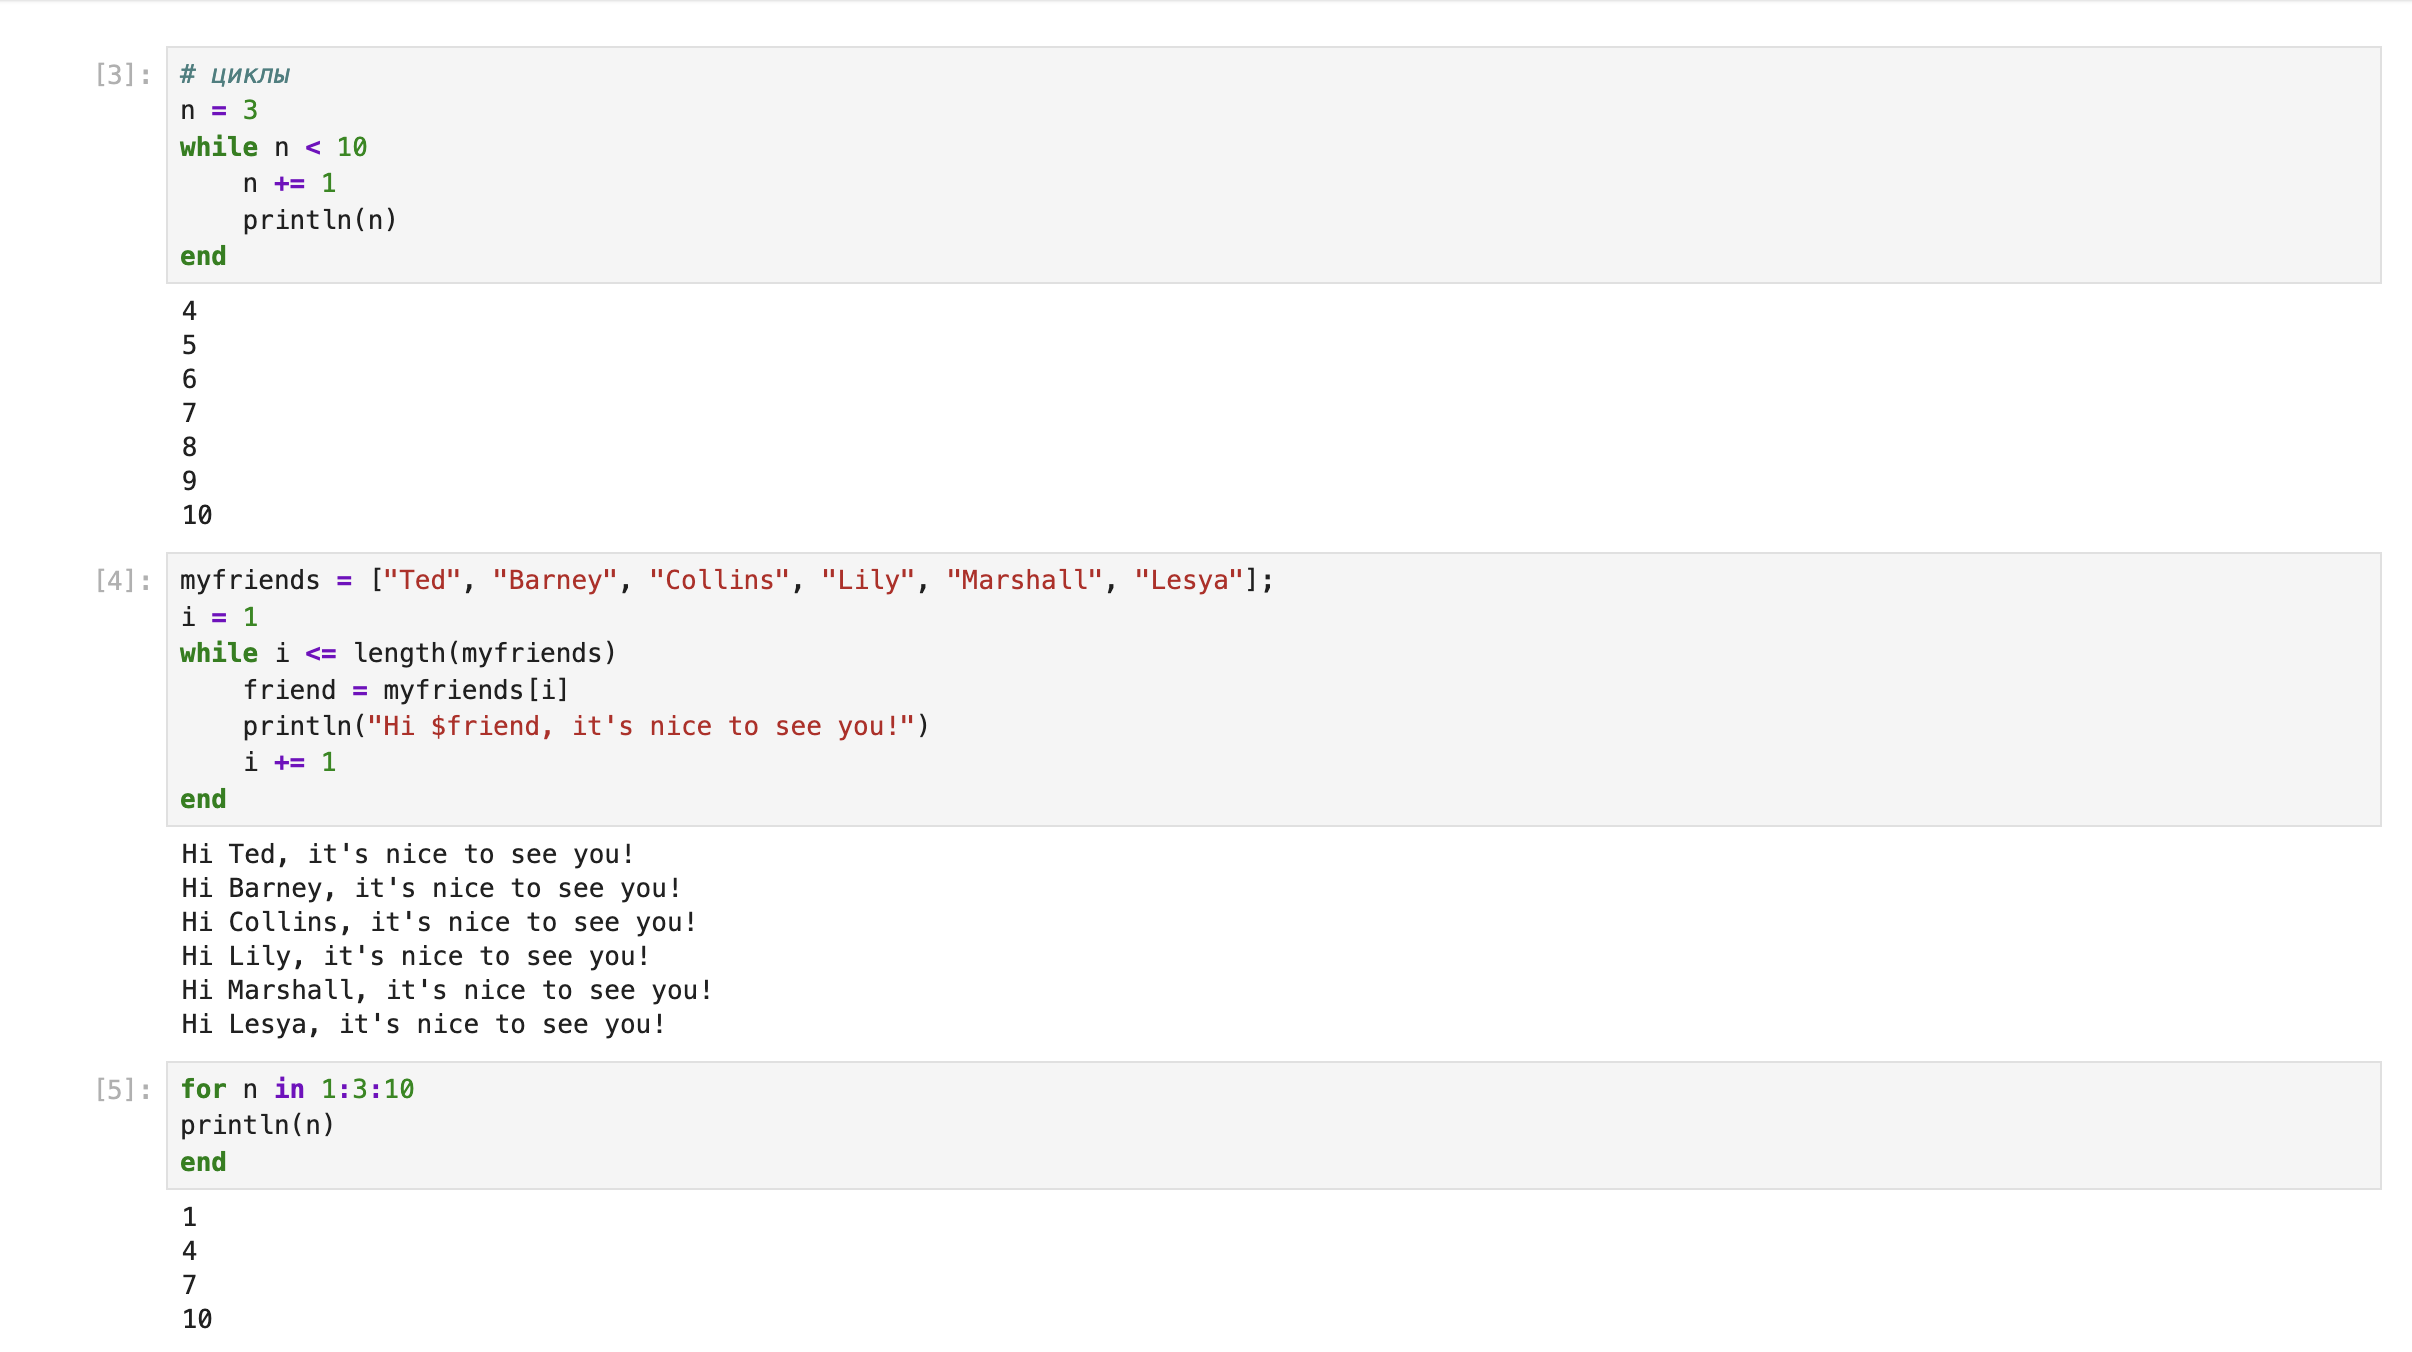 [3]: # циклы
n = 3
while n < 10
    n += 1
    println(n)
end
4
5
6
7
8
9
10
[4]: myfriends = ["Ted", "Barney", "Collins", "Lily", "Marshall", "Lesya"];
i = 1
while i <= length(myfriends)
    friend = myfriends[i]
    println("Hi $friend, it's nice to see you!")
    i += 1
end
Hi Ted, it's nice to see you!
Hi Barney, it's nice to see you!
Hi Collins, it's nice to see you!
Hi Lily, it's nice to see you!
Hi Marshall, it's nice to see you!
Hi Lesya, it's nice to see you!
[5]: for n in 1:3:10
println(n)
end
1
4
7
10